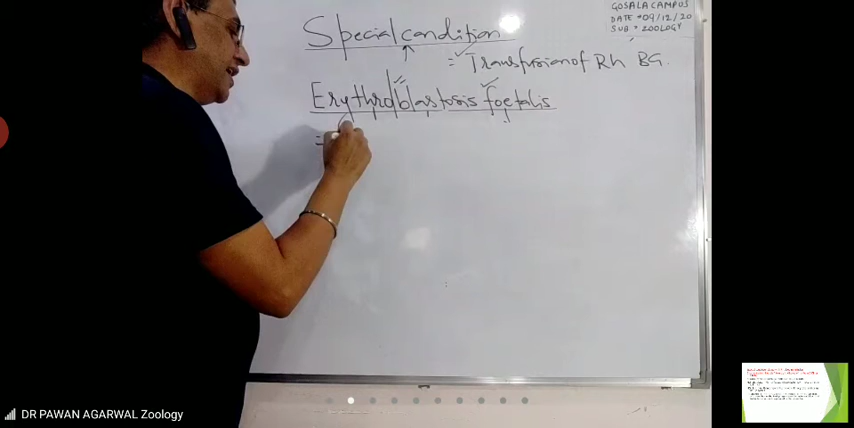 GOSALA CAMPUS
DATE = 09/12/20
SUB = ZOOLOGY
Special condition
= Transfusion of Rh BG.
Erythroblastosis foetalis
=
DR PAWAN AGARWAL Zoology